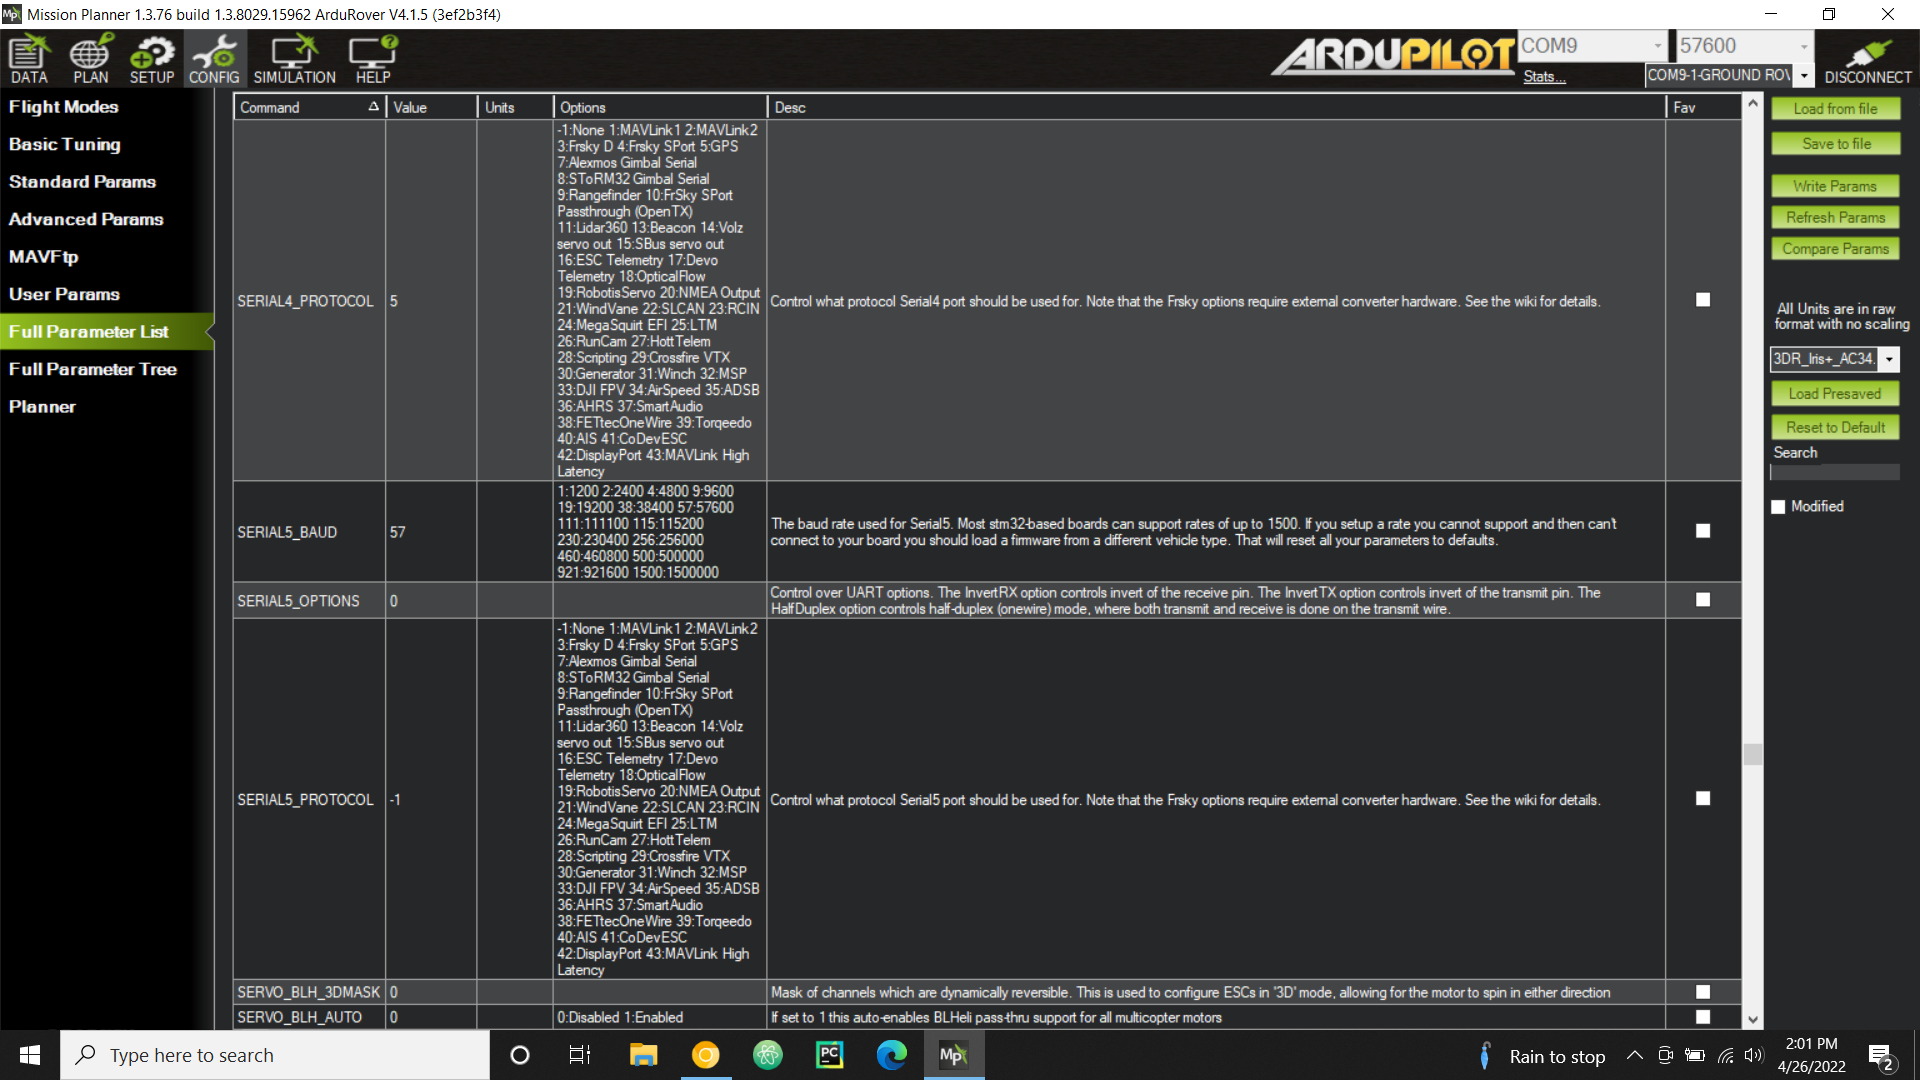 Mission Planner 1.3.76 build 1.3.8029.15962 ArduRover V4.1.5 (3ef2b3f4)
DATA PLAN SETUP CONFIG SIMULATION HELP
ARDUPILOT
COM9 57600
Stats... COM9-1-GROUND ROV DISCONNECT
Flight Modes
Basic Tuning
Standard Params
Advanced Params
MAVFtp
User Params
Full Parameter List
Full Parameter Tree
Planner
Command Value Units Options Desc Fav
SERIAL4_PROTOCOL 5
-1:None 1:MAVLink1 2:MAVLink2
3:Frsky D 4:Frsky SPort 5:GPS
7:Alexmos Gimbal Serial
8:SToRM32 Gimbal Serial
9:Rangefinder 10:FrSky SPort
Passthrough (OpenTX)
11:Lidar360 13:Beacon 14:Volz
servo out 15:SBus servo out
16:ESC Telemetry 17:Devo
Telemetry 18:OpticalFlow
19:RobotisServo 20:NMEA Output
21:WindVane 22:SLCAN 23:RCIN
24:MegaSquirt EFI 25:LTM
26:RunCam 27:HottTelem
28:Scripting 29:Crossfire VTX
30:Generator 31:Winch 32:MSP
33:DJI FPV 34:AirSpeed 35:ADSB
36:AHRS 37:SmartAudio
38:FETtecOneWire 39:Torqeedo
40:AIS 41:CoDevESC
42:DisplayPort 43:MAVLink High
Latency
Control what protocol Serial4 port should be used for. Note that the Frsky options require external converter hardware. See the wiki for details.
SERIAL5_BAUD 57
1:1200 2:2400 4:4800 9:9600
19:19200 38:38400 57:57600
111:111100 115:115200
230:230400 256:256000
460:460800 500:500000
921:921600 1500:1500000
The baud rate used for Serial5. Most stm32-based boards can support rates of up to 1500. If you setup a rate you cannot support and then can't
connect to your board you should load a firmware from a different vehicle type. That will reset all your parameters to defaults.
SERIAL5_OPTIONS 0
Control over UART options. The InvertRX option controls invert of the receive pin. The InvertTX option controls invert of the transmit pin. The
HalfDuplex option controls half-duplex (onewire) mode, where both transmit and receive is done on the transmit wire.
SERIAL5_PROTOCOL -1
-1:None 1:MAVLink1 2:MAVLink2
3:Frsky D 4:Frsky SPort 5:GPS
7:Alexmos Gimbal Serial
8:SToRM32 Gimbal Serial
9:Rangefinder 10:FrSky SPort
Passthrough (OpenTX)
11:Lidar360 13:Beacon 14:Volz
servo out 15:SBus servo out
16:ESC Telemetry 17:Devo
Telemetry 18:OpticalFlow
19:RobotisServo 20:NMEA Output
21:WindVane 22:SLCAN 23:RCIN
24:MegaSquirt EFI 25:LTM
26:RunCam 27:HottTelem
28:Scripting 29:Crossfire VTX
30:Generator 31:Winch 32:MSP
33:DJI FPV 34:AirSpeed 35:ADSB
36:AHRS 37:SmartAudio
38:FETtecOneWire 39:Torqeedo
40:AIS 41:CoDevESC
42:DisplayPort 43:MAVLink High
Latency
Control what protocol Serial5 port should be used for. Note that the Frsky options require external converter hardware. See the wiki for details.
SERVO_BLH_3DMASK 0 Mask of channels which are dynamically reversible. This is used to configure ESCs in '3D' mode, allowing for the motor to spin in either direction
SERVO_BLH_AUTO 0 0:Disabled 1:Enabled If set to 1 this auto-enables BLHeli pass-thru support for all multicopter motors
Load from file
Save to file
Write Params
Refresh Params
Compare Params
All Units are in raw
format with no scaling
3DR_Iris+_AC34.
Load Presaved
Reset to Default
Search
Modified
Type here to search
PC
Mp
Rain to stop
2:01 PM
4/26/2022
2